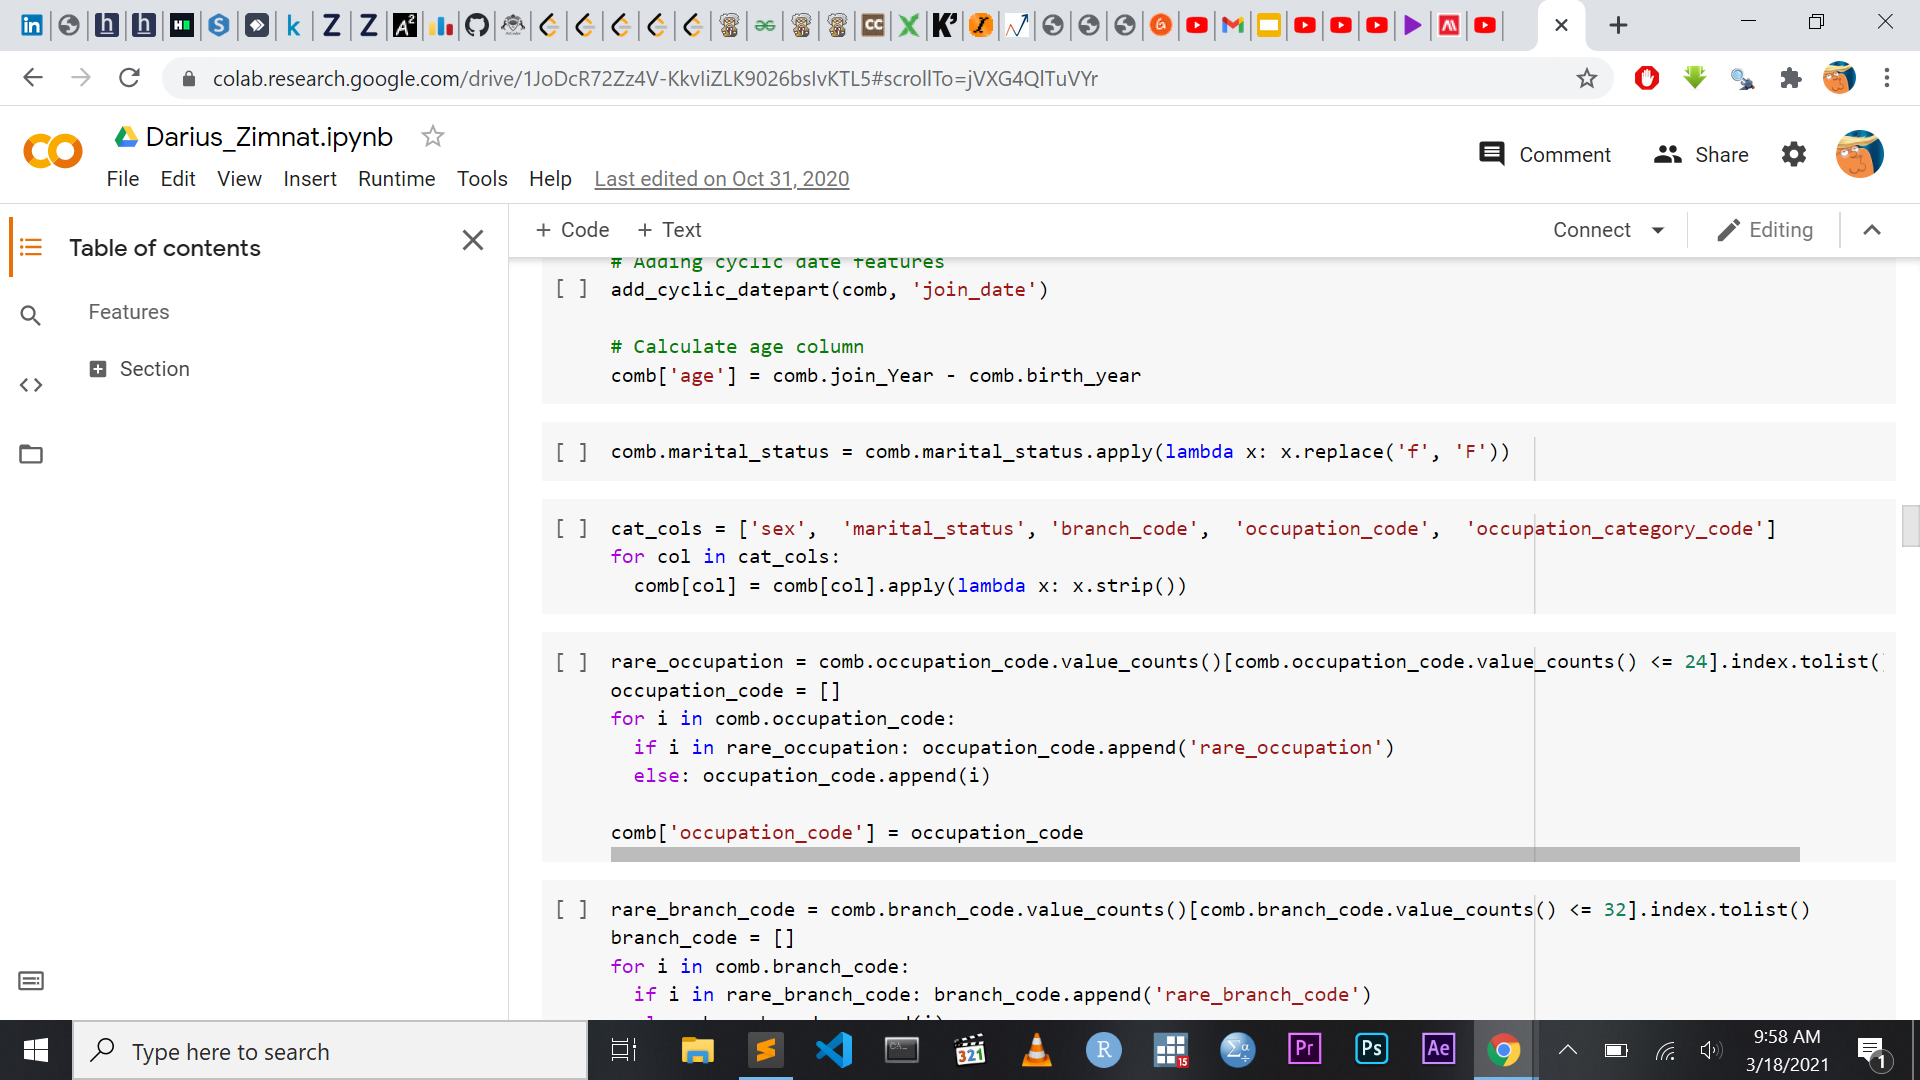 colab.research.google.com/drive/1JoDcR72Zz4V-KkvIiZLK9026bsIvKTL5#scrollTo=jVXG4QlTuVYr
Darius_Zimnat.ipynb
Comment
Share
File Edit View Insert Runtime Tools Help Last edited on Oct 31, 2020
Table of contents
+ Code + Text
Connect
Editing
Features
Section
# Adding cyclic date features
[ ] add_cyclic_datepart(comb, 'join_date')
# Calculate age column
comb['age'] = comb.join_Year - comb.birth_year
[ ] comb.marital_status = comb.marital_status.apply(lambda x: x.replace('f', 'F'))
[ ] cat_cols = ['sex',  'marital_status', 'branch_code',  'occupation_code',  'occupation_category_code']
for col in cat_cols:
  comb[col] = comb[col].apply(lambda x: x.strip())
[ ] rare_occupation = comb.occupation_code.value_counts()[comb.occupation_code.value_counts() <= 24].index.tolist(
occupation_code = []
for i in comb.occupation_code:
  if i in rare_occupation: occupation_code.append('rare_occupation')
  else: occupation_code.append(i)
comb['occupation_code'] = occupation_code
[ ] rare_branch_code = comb.branch_code.value_counts()[comb.branch_code.value_counts() <= 32].index.tolist()
branch_code = []
for i in comb.branch_code:
  if i in rare_branch_code: branch_code.append('rare_branch_code')
Type here to search
9:58 AM
3/18/2021
1